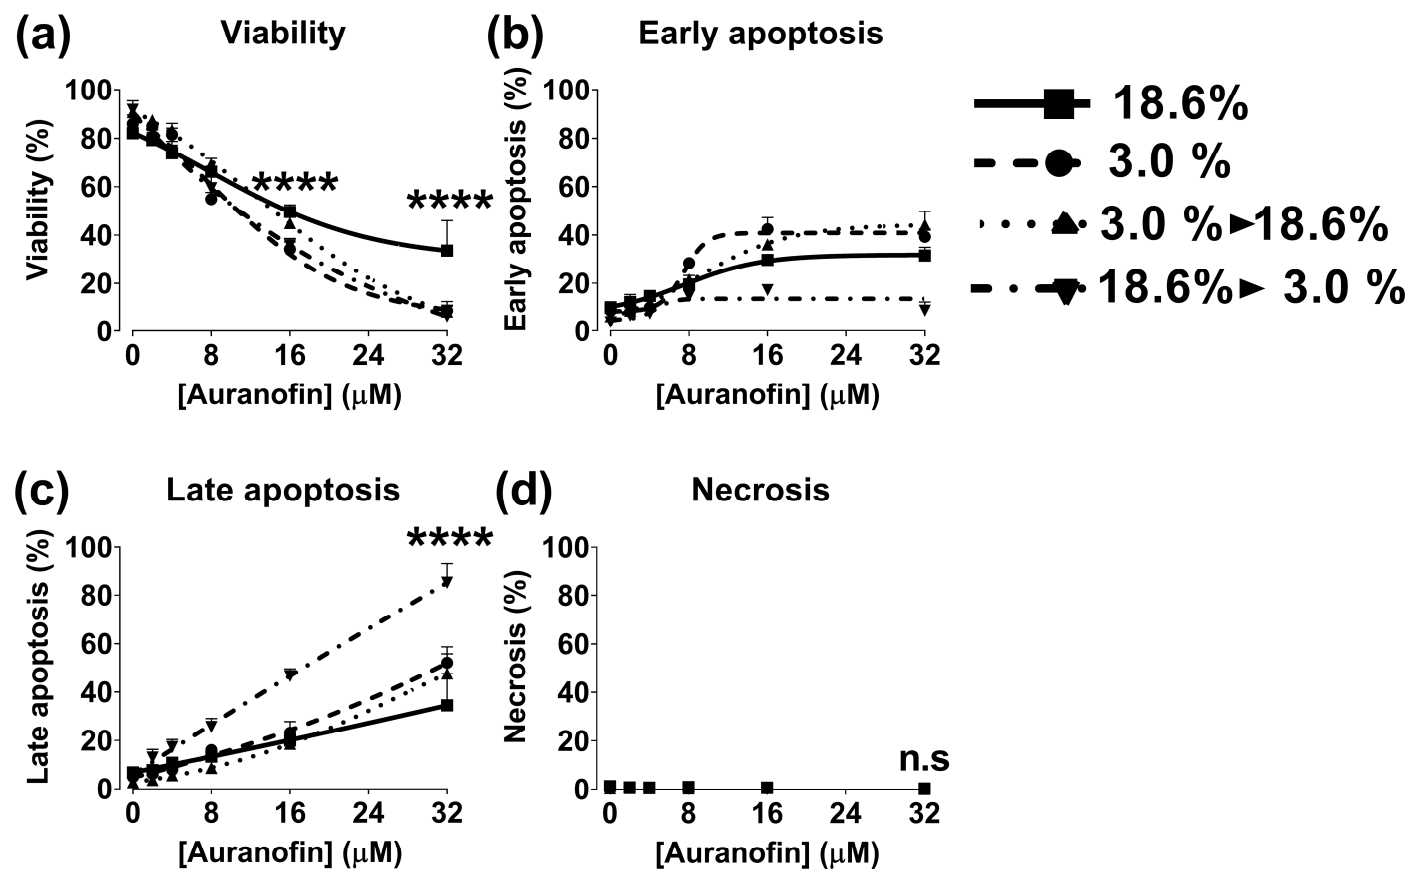 (a)
Viability
Viability (%)
100
80
60
40
20
0
0 8 16 24 32
[Auranofin] (μM)
****
****
(b)
Early apoptosis
Early apoptosis (%)
100
80
60
40
20
0
0 8 16 24 32
[Auranofin] (μM)
18.6%
3.0 %
3.0 %►18.6%
18.6%► 3.0 %
(c)
Late apoptosis
Late apoptosis (%)
100
80
60
40
20
0
0 8 16 24 32
[Auranofin] (μM)
****
(d)
Necrosis
Necrosis (%)
100
80
60
40
20
0
0 8 16 24 32
[Auranofin] (μM)
n.s